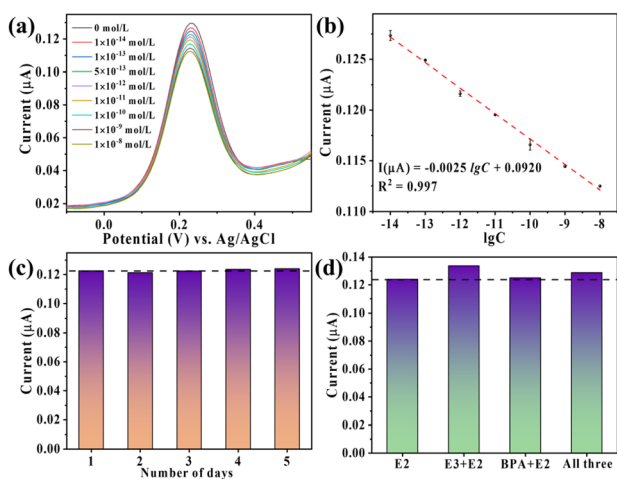 (a)
0 mol/L
1×10⁻¹⁴ mol/L
1×10⁻¹³ mol/L
5×10⁻¹³ mol/L
1×10⁻¹² mol/L
1×10⁻¹¹ mol/L
1×10⁻¹⁰ mol/L
1×10⁻⁹ mol/L
1×10⁻⁸ mol/L
0.12
0.10
0.08
0.06
0.04
0.02
Current (µA)
0.0 0.2 0.4
Potential (V) vs. Ag/AgCl
(b)
0.125
0.120
0.115
0.110
Current (µA)
I(µA) = -0.0025 lgC + 0.0920
R² = 0.997
-14 -13 -12 -11 -10 -9 -8
lgC
(c)
0.12
0.10
0.08
0.06
0.04
0.02
0.00
Current (µA)
1 2 3 4 5
Number of days
(d)
0.14
0.12
0.10
0.08
0.06
0.04
0.02
0.00
Current (µA)
E2 E3+E2 BPA+E2 All three